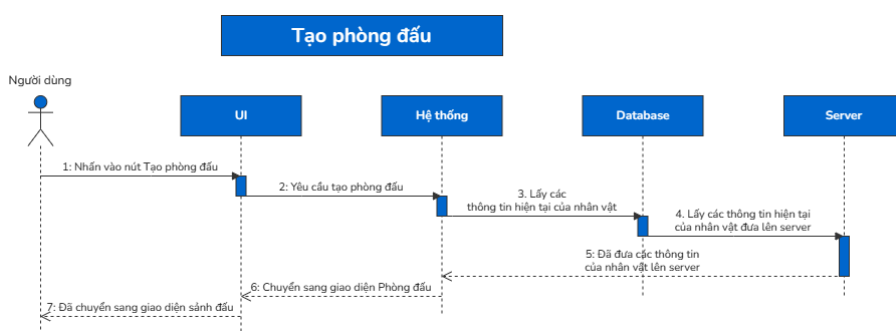 Tạo phòng đấu
Người dùng
UI
Hệ thống
Database
Server
1: Nhấn vào nút Tạo phòng đấu
2: Yêu cầu tạo phòng đấu
3. Lấy các
thông tin hiện tại của nhân vật
4. Lấy các thông tin hiện tại
của nhân vật đưa lên server
5: Đã đưa các thông tin
của nhân vật lên server
6: Chuyển sang giao diện Phòng đấu
7: Đã chuyển sang giao diện sảnh đấu